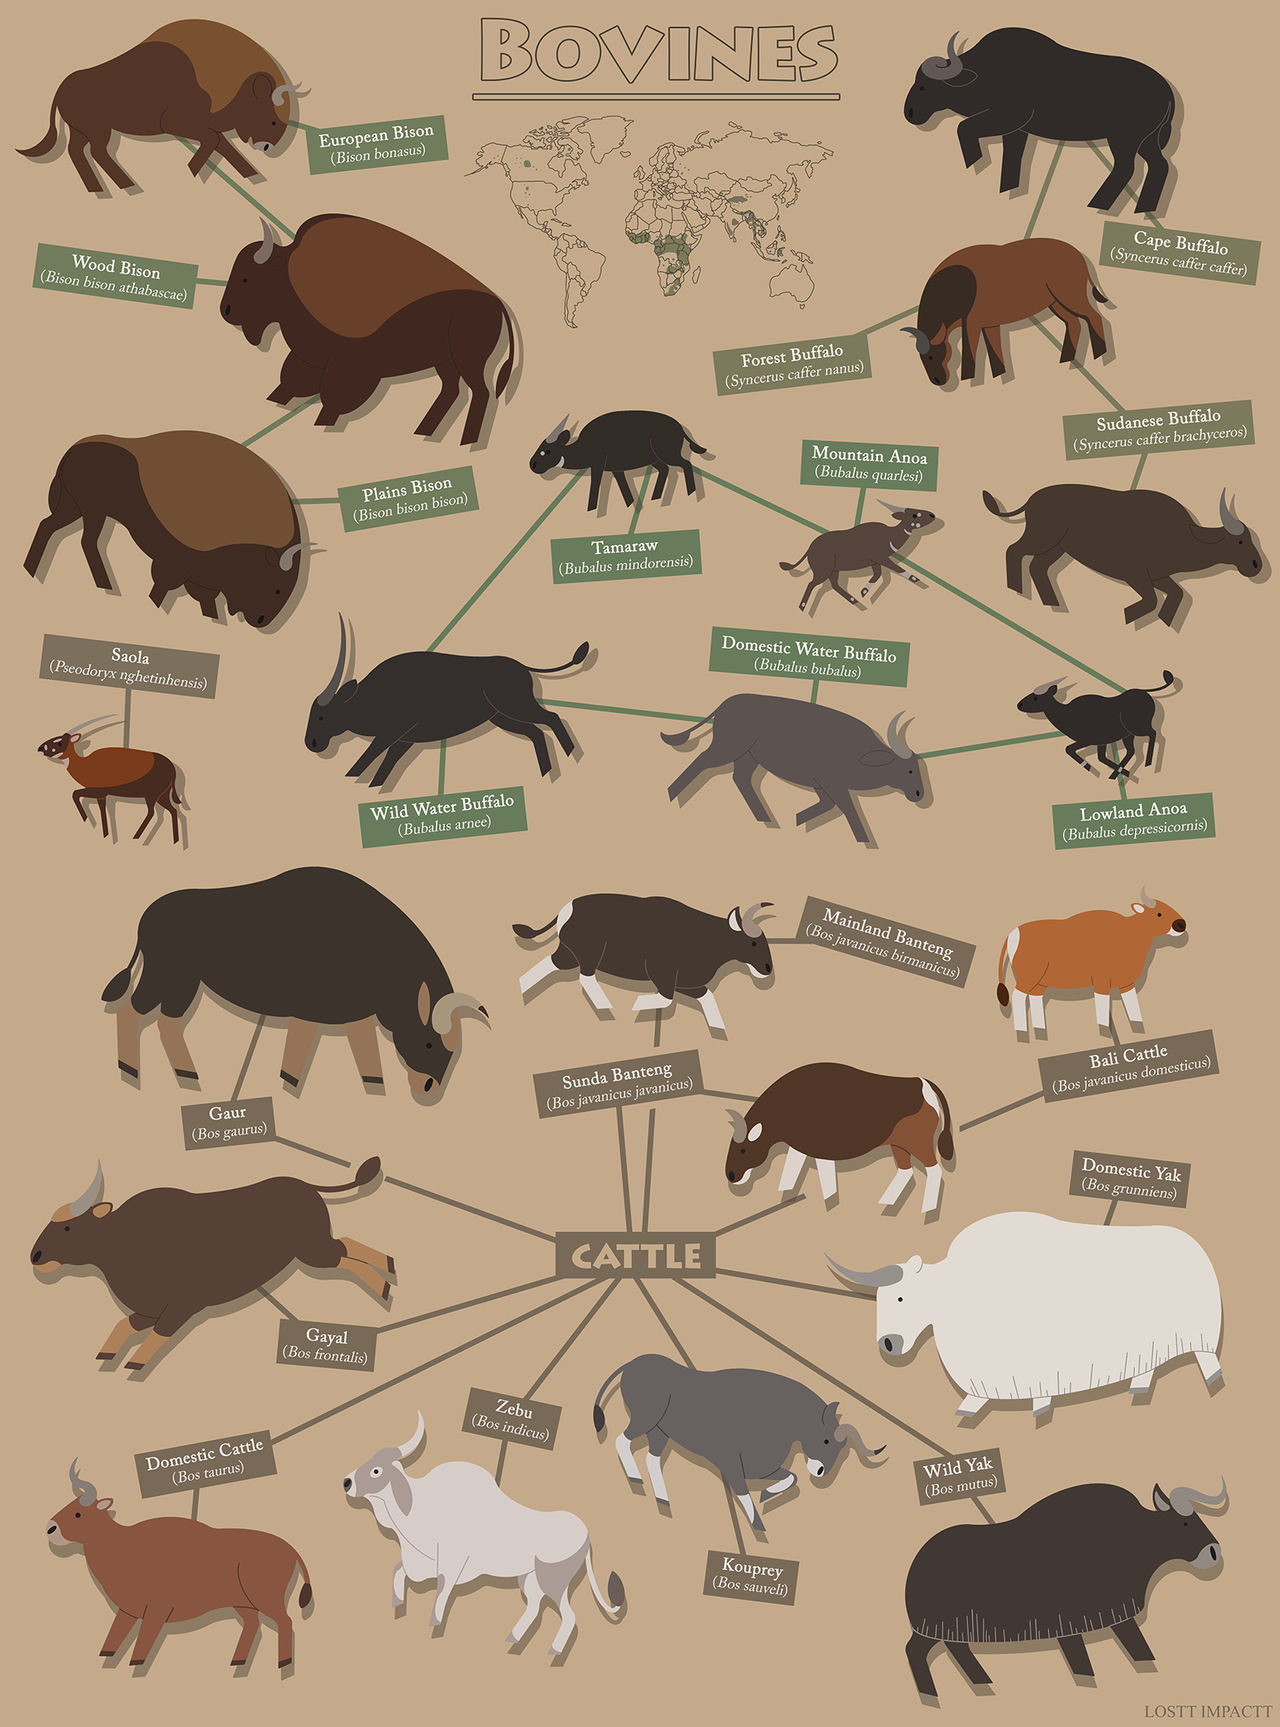 BOVINES
European Bison
(Bison bonasus)
Cape Buffalo
(Syncerus caffer caffer)
Wood Bison
(Bison bison athabascae)
Forest Buffalo
(Syncerus caffer nanus)
Sudanese Buffalo
(Syncerus caffer brachyceros)
Mountain Anoa
(Bubalus quarlesi)
Plains Bison
(Bison bison bison)
Tamaraw
(Bubalus mindorensis)
Saola
(Pseodoryx nghetinhensis)
Domestic Water Buffalo
(Bubalus bubalus)
Wild Water Buffalo
(Bubalus arnee)
Lowland Anoa
(Bubalus depressicornis)
Mainland Banteng
(Bos javanicus birmanicus)
Bali Cattle
(Bos javanicus domesticus)
Sunda Banteng
(Bos javanicus javanicus)
Gaur
(Bos gaurus)
Domestic Yak
(Bos grunniens)
CATTLE
Gayal
(Bos frontalis)
Zebu
(Bos indicus)
Domestic Cattle
(Bos taurus)
Wild Yak
(Bos mutus)
Kouprey
(Bos sauveli)
LOSTT IMPACTT